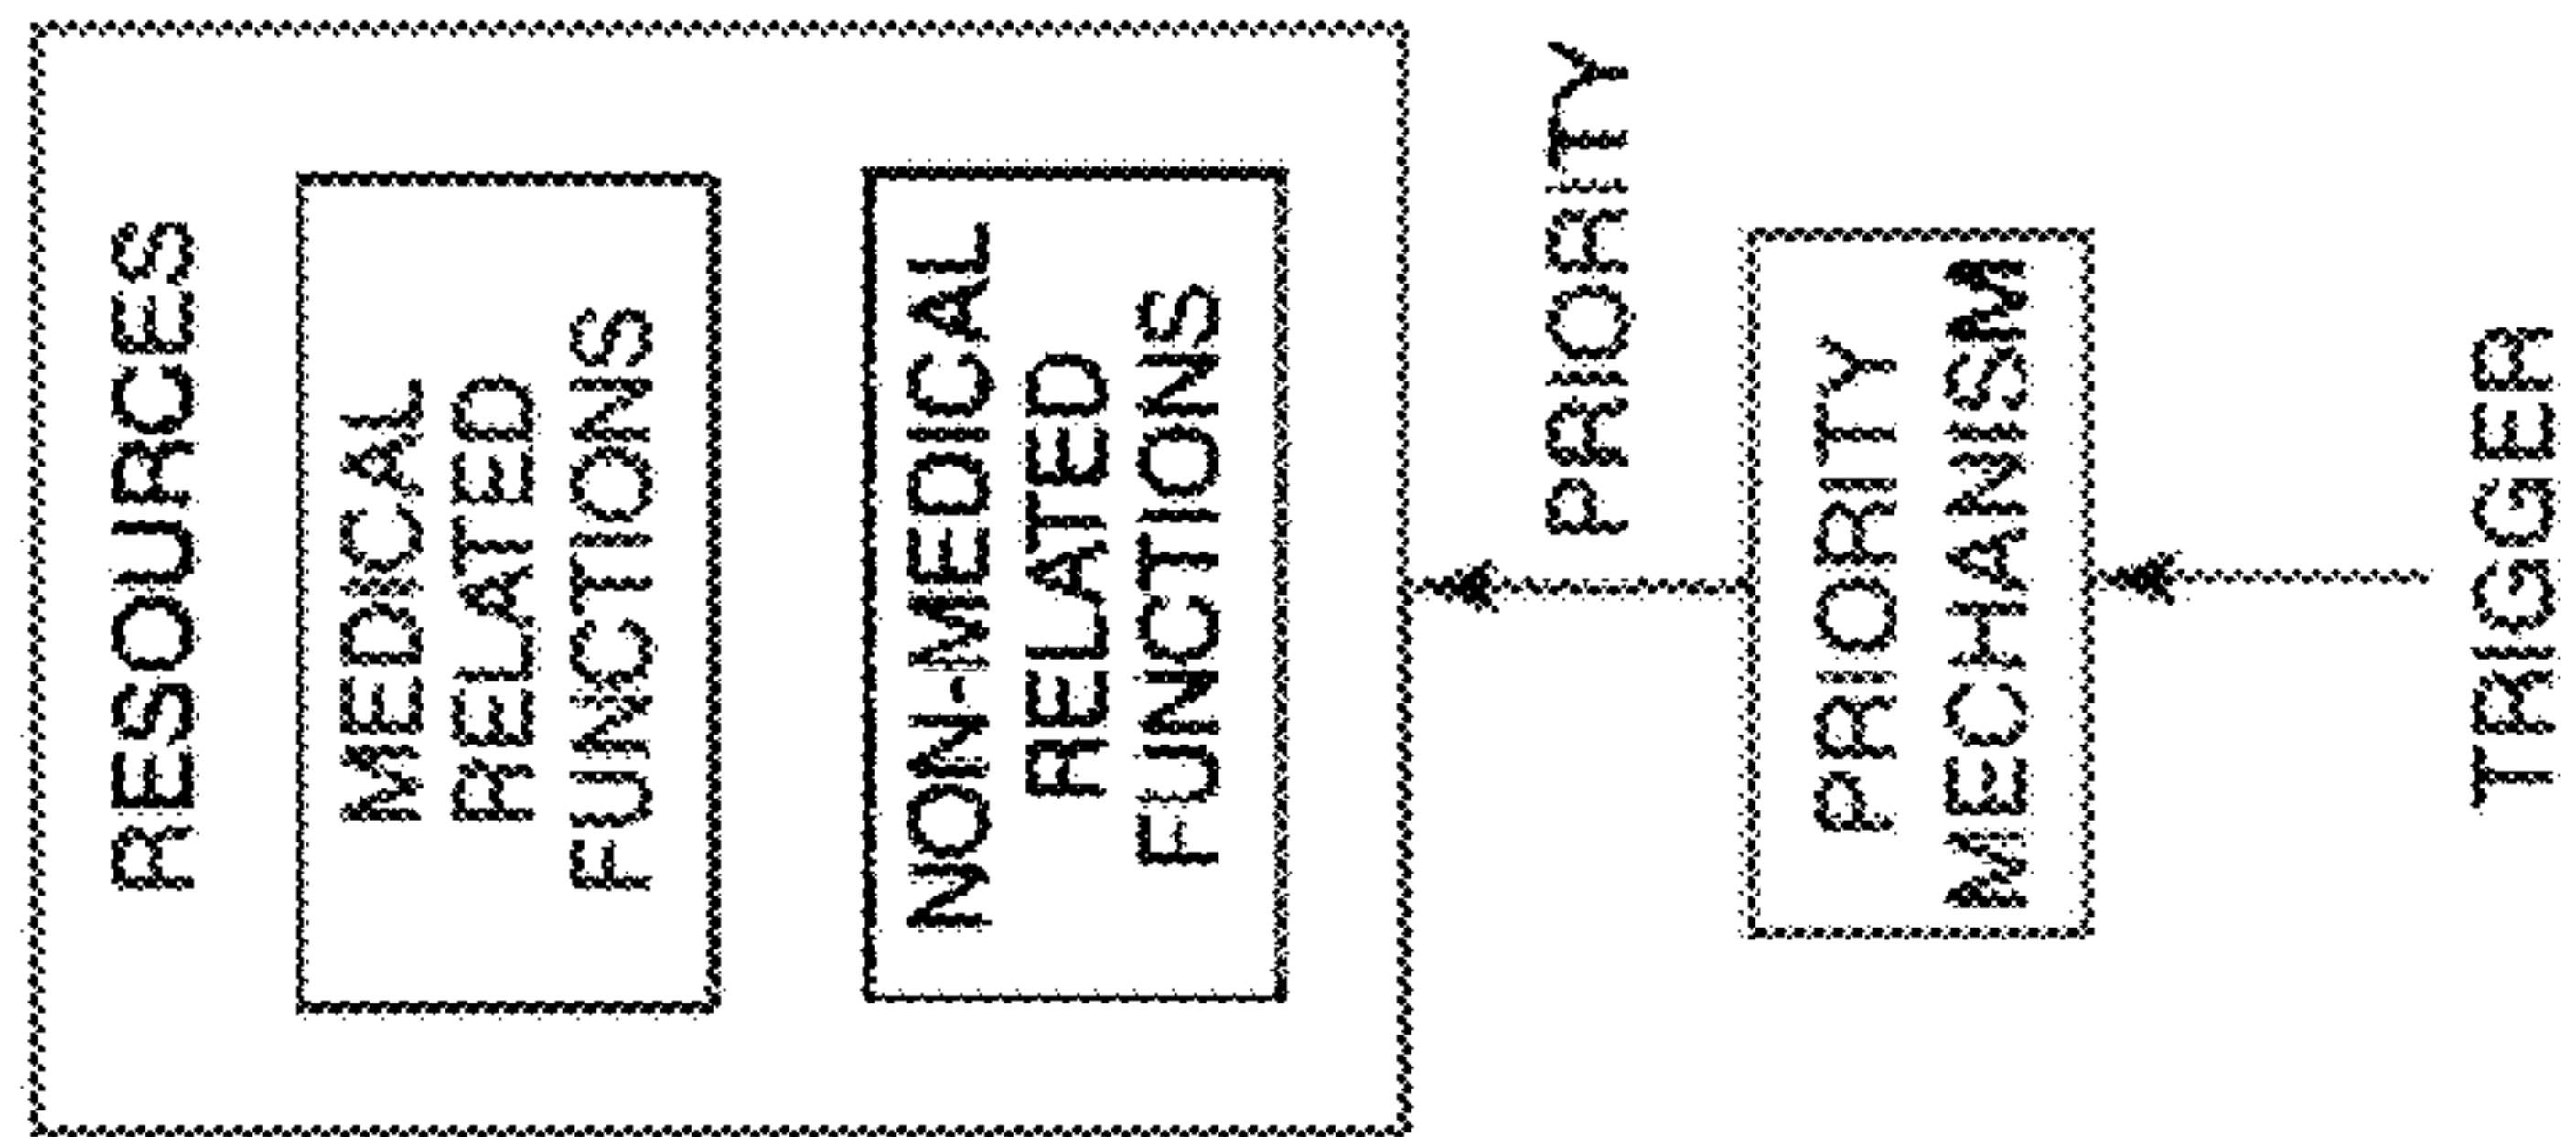 RESOURCES
MEDICAL
RELATED
FUNCTIONS
NON-MEDICAL
RELATED
FUNCTIONS
PRIORITY
PRIORITY
MECHANISM
TRIGGER